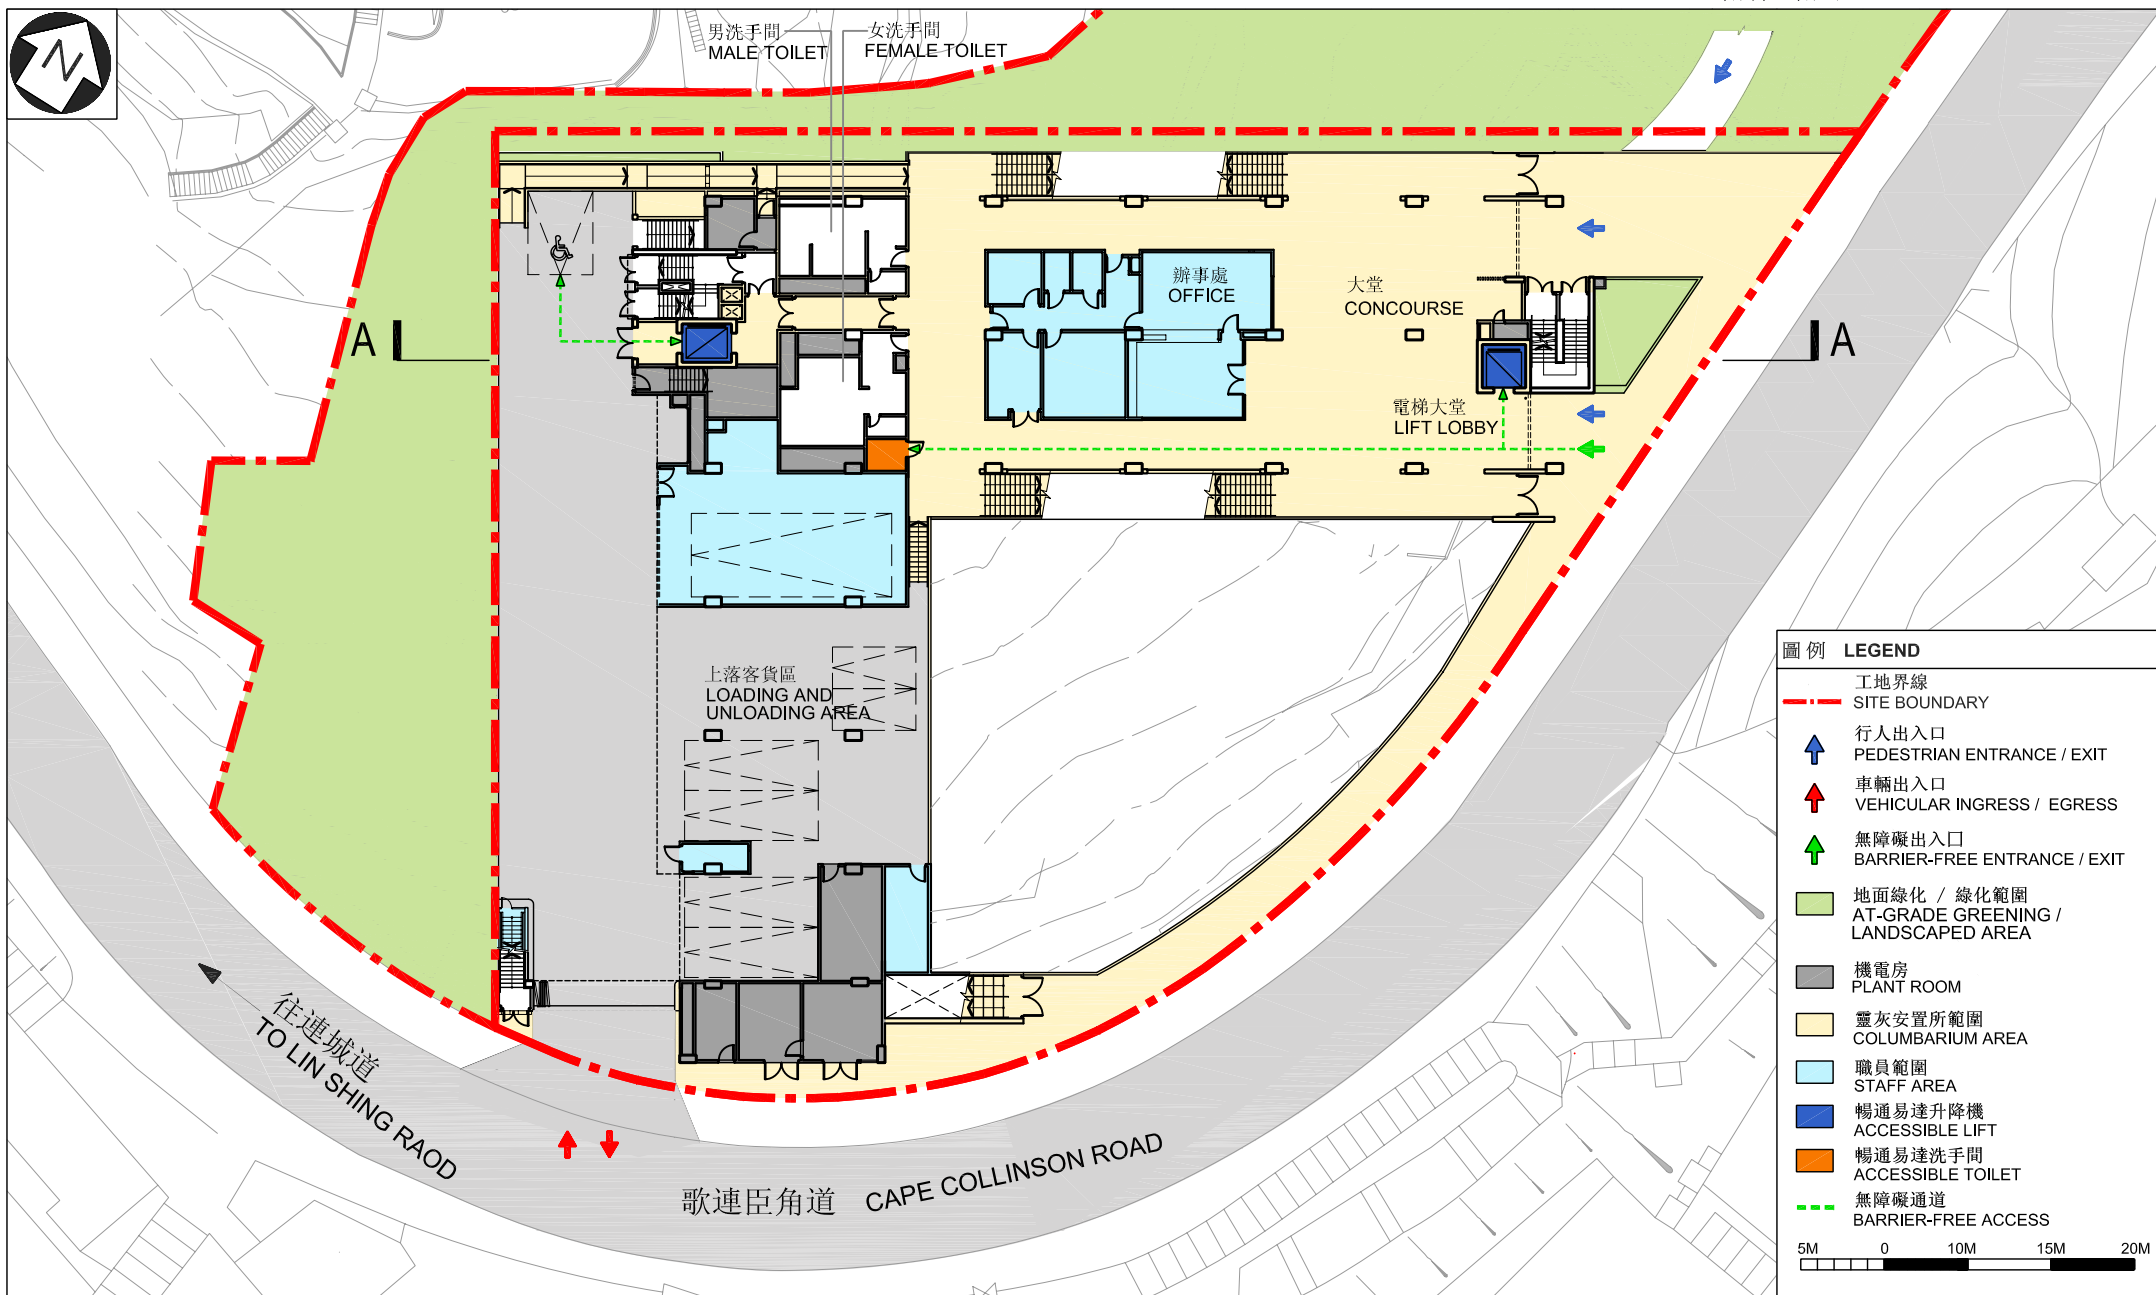 N
男洗手間
MALE TOILET
女洗手間
FEMALE TOILET
辦事處
OFFICE
大堂
CONCOURSE
A
A
電梯大堂
LIFT LOBBY
上落客貨區
LOADING AND
UNLOADING AREA
往連城道
TO LIN SHING RAOD
歌連臣角道 CAPE COLLINSON ROAD
圖例 LEGEND
工地界線
SITE BOUNDARY
行人出入口
PEDESTRIAN ENTRANCE / EXIT
車輛出入口
VEHICULAR INGRESS / EGRESS
無障礙出入口
BARRIER-FREE ENTRANCE / EXIT
地面綠化 / 綠化範圍
AT-GRADE GREENING /
LANDSCAPED AREA
機電房
PLANT ROOM
靈灰安置所範圍
COLUMBARIUM AREA
職員範圍
STAFF AREA
暢通易達升降機
ACCESSIBLE LIFT
暢通易達洗手間
ACCESSIBLE TOILET
無障礙通道
BARRIER-FREE ACCESS
5M 0 10M 15M 20M